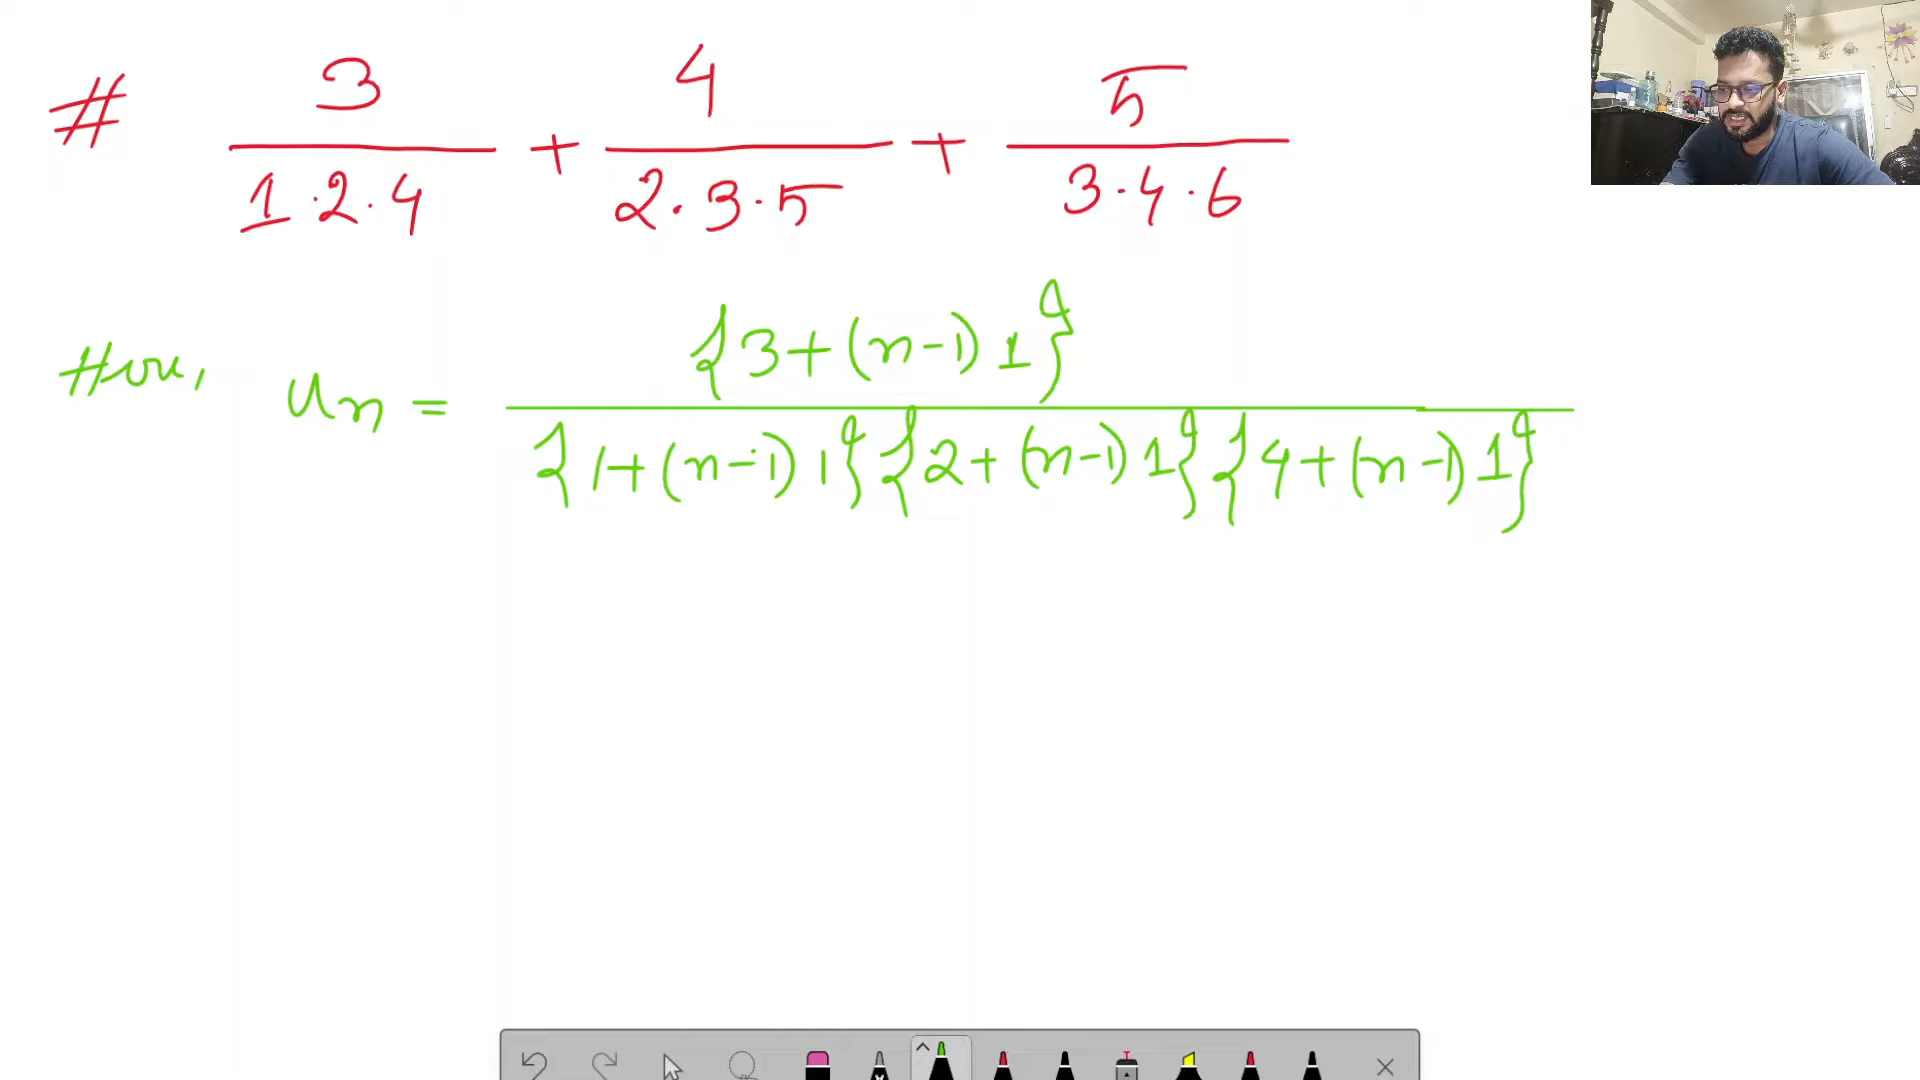 # 3/(1·2·4) + 4/(2·3·5) + 5/(3·4·6)
Here, uₙ = {3+(n-1)1} / {1+(n-1)1}{2+(n-1)1}{4+(n-1)1}